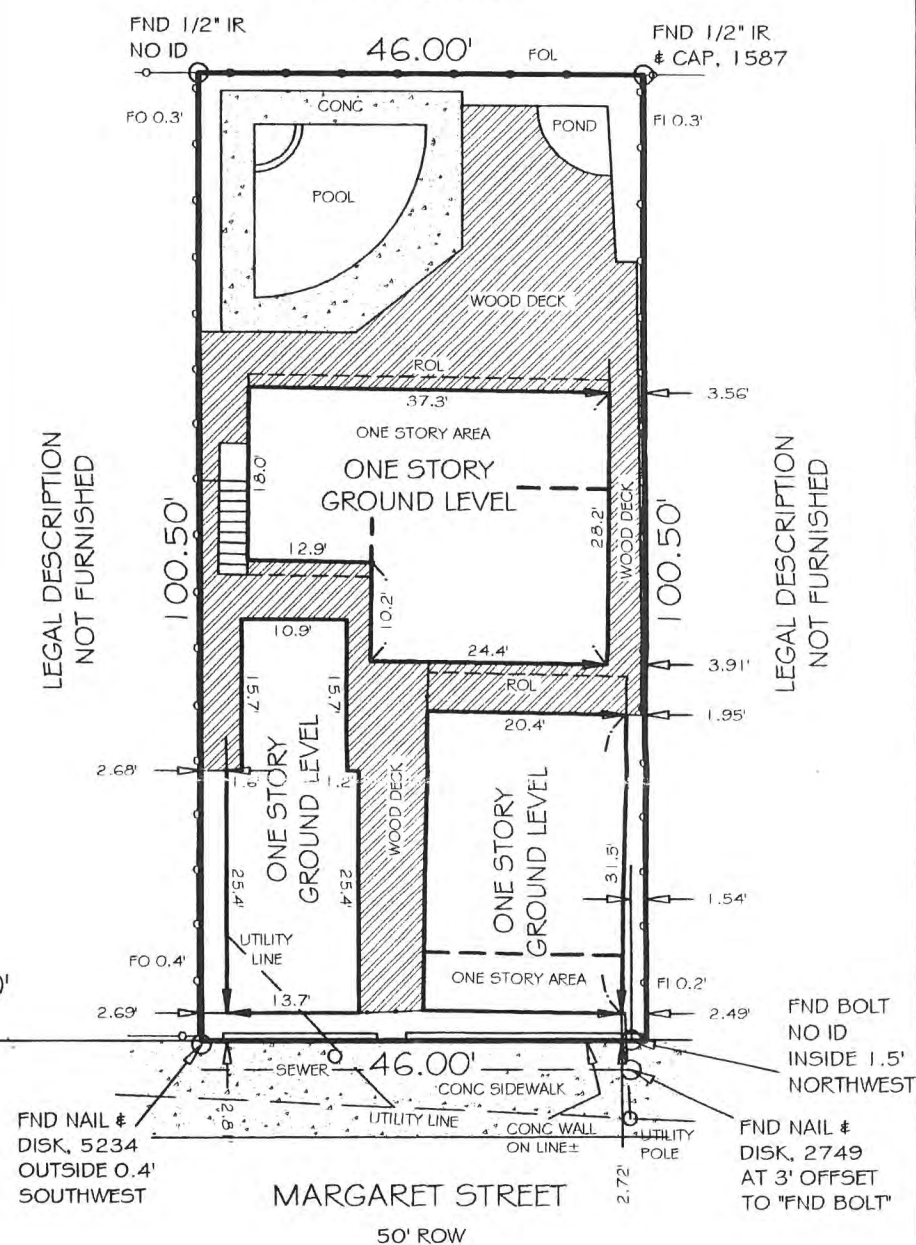 FND 1/2" IR
NO ID
46.00'
FOL
FND 1/2" IR
& CAP, 1587
FO 0.3'
CONC
POND
FI 0.3'
POOL
WOOD DECK
ROL
37.3'
3.56'
ONE STORY AREA
ONE STORY
GROUND LEVEL
LEGAL DESCRIPTION
NOT FURNISHED
100.50'
18.0'
28.2'
WOOD DECK
100.50'
LEGAL DESCRIPTION
NOT FURNISHED
12.9'
10.2'
10.9'
24.4'
3.91'
ROL
15.7'
15.7'
20.4'
1.95'
2.68'
ONE STORY
GROUND LEVEL
WOOD DECK
ONE STORY
GROUND LEVEL
31.5'
25.4'
25.4'
1.54'
UTILITY
LINE
FO 0.4'
ONE STORY AREA
FI 0.2'
2.69'
13.7'
2.49'
FND BOLT
NO ID
INSIDE 1.5'
NORTHWEST
SEWER
46.00'
CONC SIDEWALK
FND NAIL &
DISK, 5234
OUTSIDE 0.4'
SOUTHWEST
2.8
UTILITY LINE
CONC WALL
ON LINE±
UTILITY
POLE
2.72'
FND NAIL &
DISK, 2749
AT 3' OFFSET
TO "FND BOLT"
MARGARET STREET
50' ROW